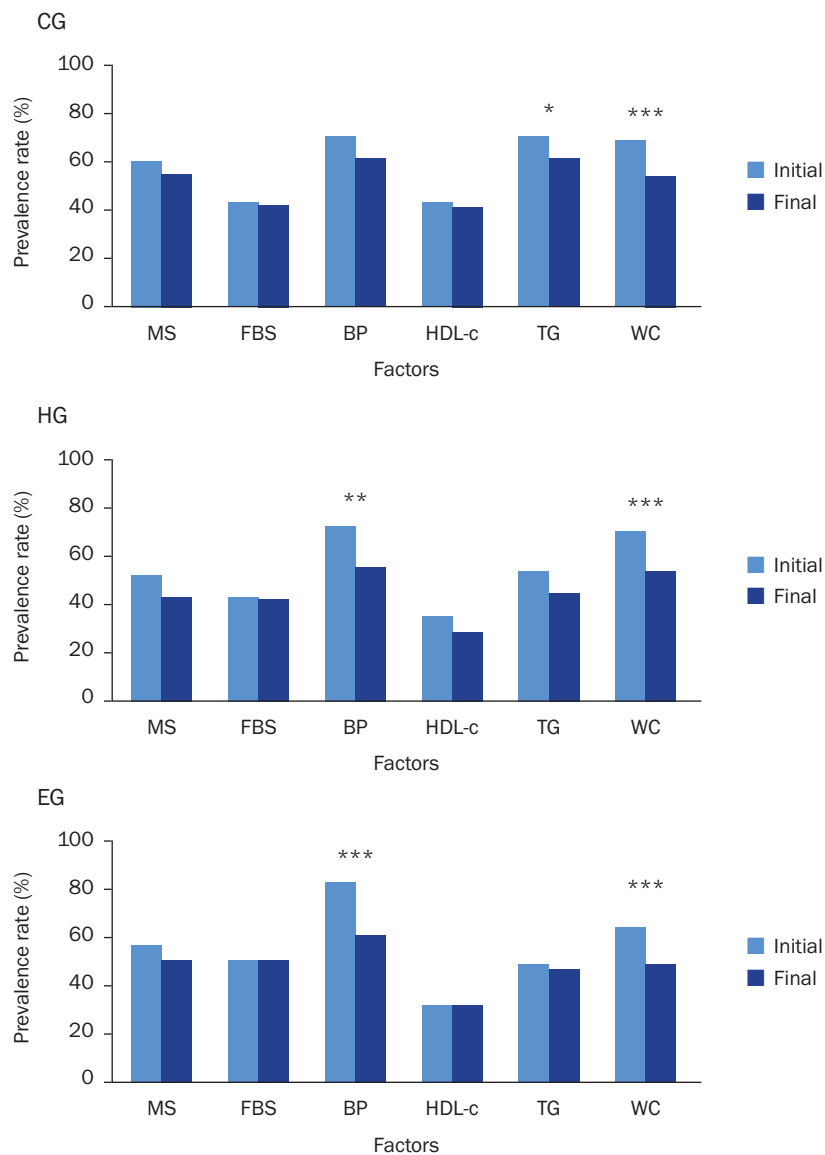 CG
Prevalence rate (%)
100
80
60
40
20
0
* ***
MS FBS BP HDL-c TG WC
Factors
Initial
Final
HG
Prevalence rate (%)
100
80
60
40
20
0
** ***
MS FBS BP HDL-c TG WC
Factors
Initial
Final
EG
Prevalence rate (%)
100
80
60
40
20
0
*** ***
MS FBS BP HDL-c TG WC
Factors
Initial
Final